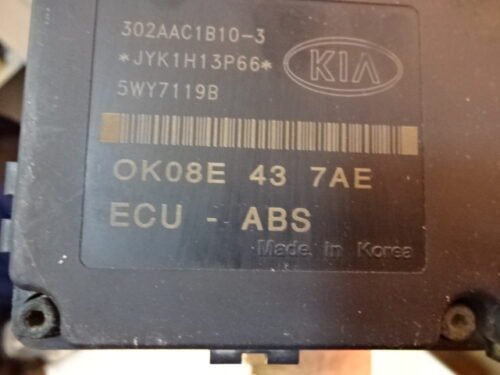 302AAC1B10-3
*JYK1H13P66*
KIA
5WY7119B
OK08E 43 7AE
ECU - ABS
Made in Korea